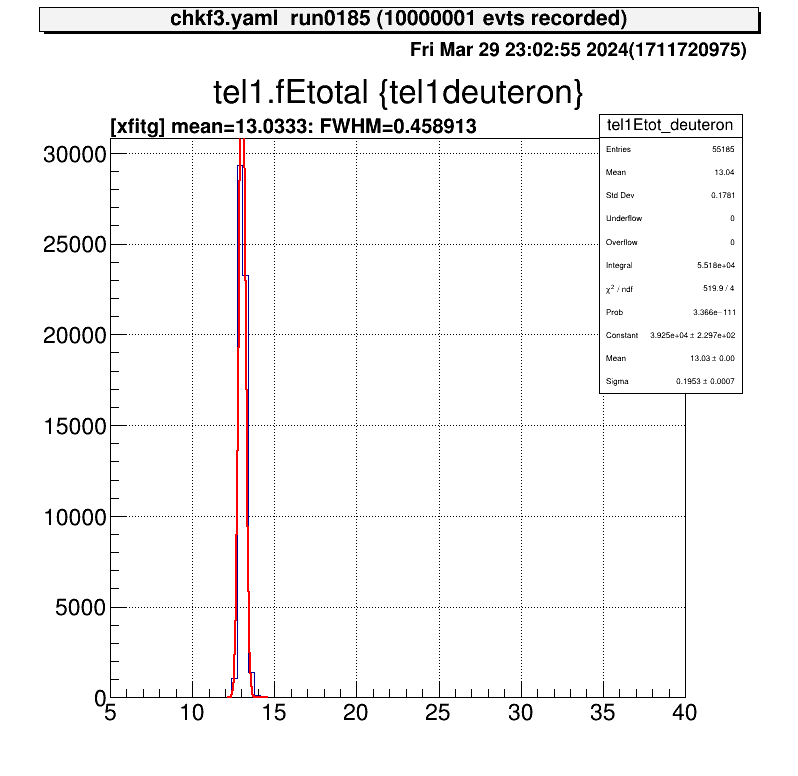 chkf3.yaml run0185 (10000001 evts recorded)
Fri Mar 29 23:02:55 2024(1711720975)
tel1.fEtotal {tel1deuteron}
[xfitg] mean=13.0333: FWHM=0.458913
tel1Etot_deuteron
Entries 55185
Mean 13.04
Std Dev 0.1781
Underflow 0
Overflow 0
Integral 5.518e+04
χ² / ndf 519.9 / 4
Prob 3.366e−111
Constant 3.925e+04 ± 2.297e+02
Mean 13.03 ± 0.00
Sigma 0.1953 ± 0.0007
30000
25000
20000
15000
10000
5000
0
5 10 15 20 25 30 35 40